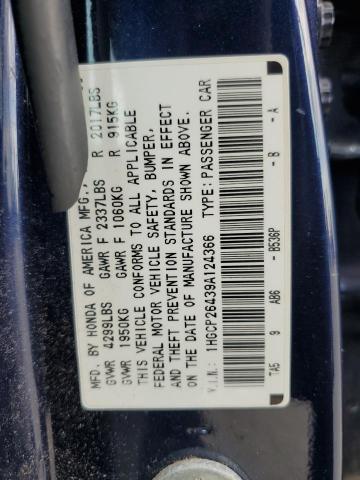 MFD. BY HONDA OF AMERICA MFG.,
GVWR 4299LBS GAWR F 2337LBS R 2017LBS
GVWR 1950KG GAWR F 1060KG R 915KG
THIS VEHICLE CONFORMS TO ALL APPLICABLE
FEDERAL MOTOR VEHICLE SAFETY, BUMPER,
AND THEFT PREVENTION STANDARDS IN EFFECT
ON THE DATE OF MANUFACTURE SHOWN ABOVE.
V.I.N.: 1HGCP26439A124366 TYPE: PASSENGER CAR
TA5 9 AB6 -B536P -B -A